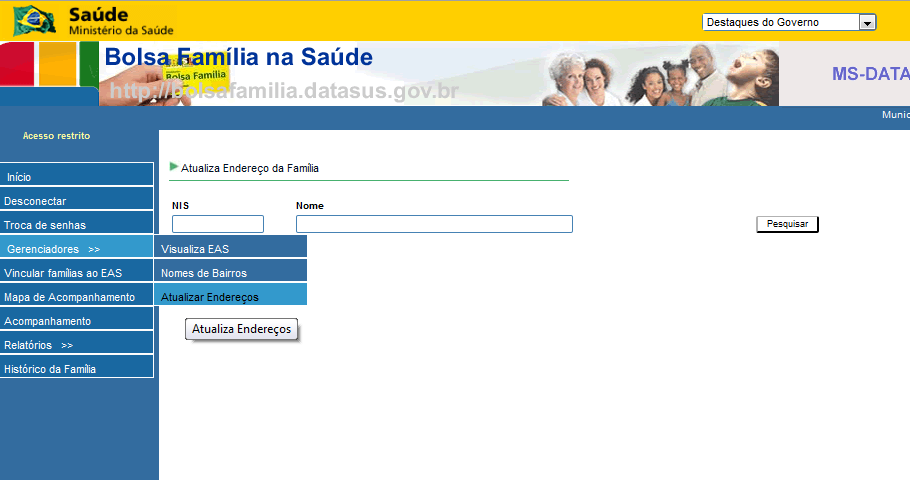 Saúde
Ministério da Saúde
Destaques do Governo
Bolsa Família na Saúde
Bolsa Família
http://bolsafamilia.datasus.gov.br
MS-DATA
Munic
Acesso restrito
Início
Desconectar
Troca de senhas
Gerenciadores >>
Vincular famílias ao EAS
Mapa de Acompanhamento
Acompanhamento
Relatórios >>
Histórico da Família
Visualiza EAS
Nomes de Bairros
Atualizar Endereços
Atualiza Endereços
Atualiza Endereço da Família
NIS Nome
Pesquisar